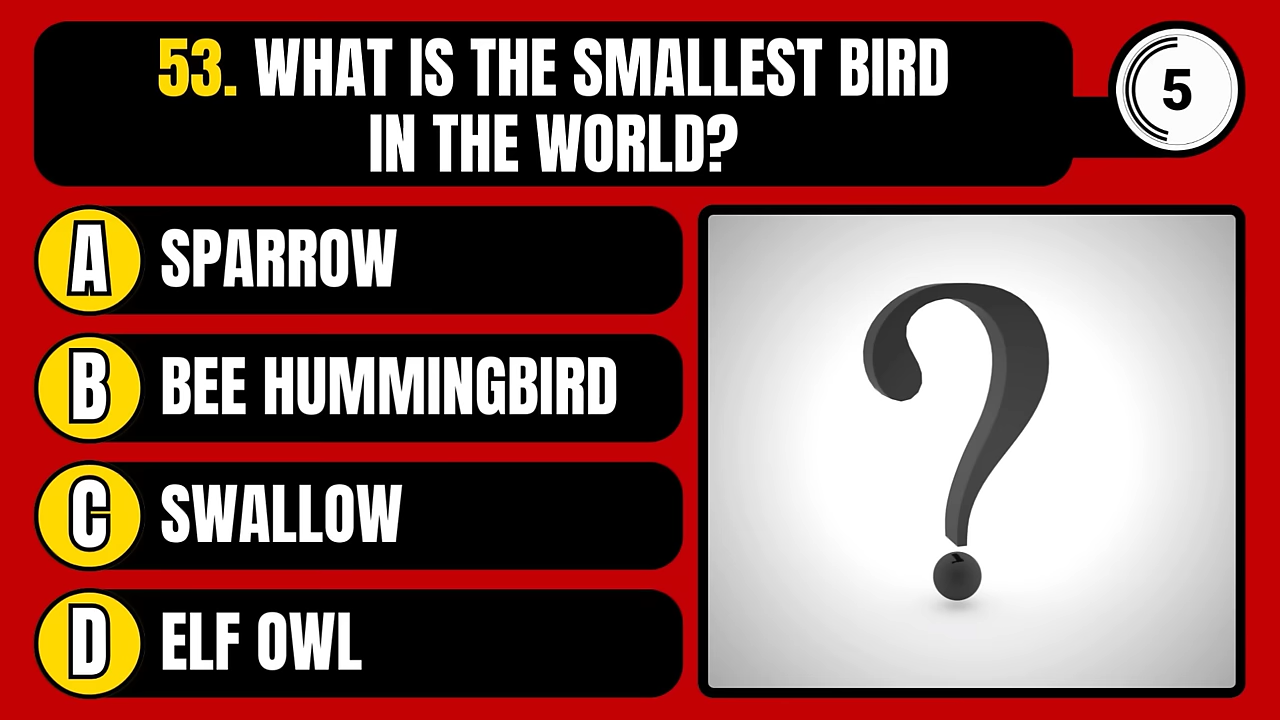 53. WHAT IS THE SMALLEST BIRD
IN THE WORLD?
5
A SPARROW
B BEE HUMMINGBIRD
C SWALLOW
D ELF OWL
?